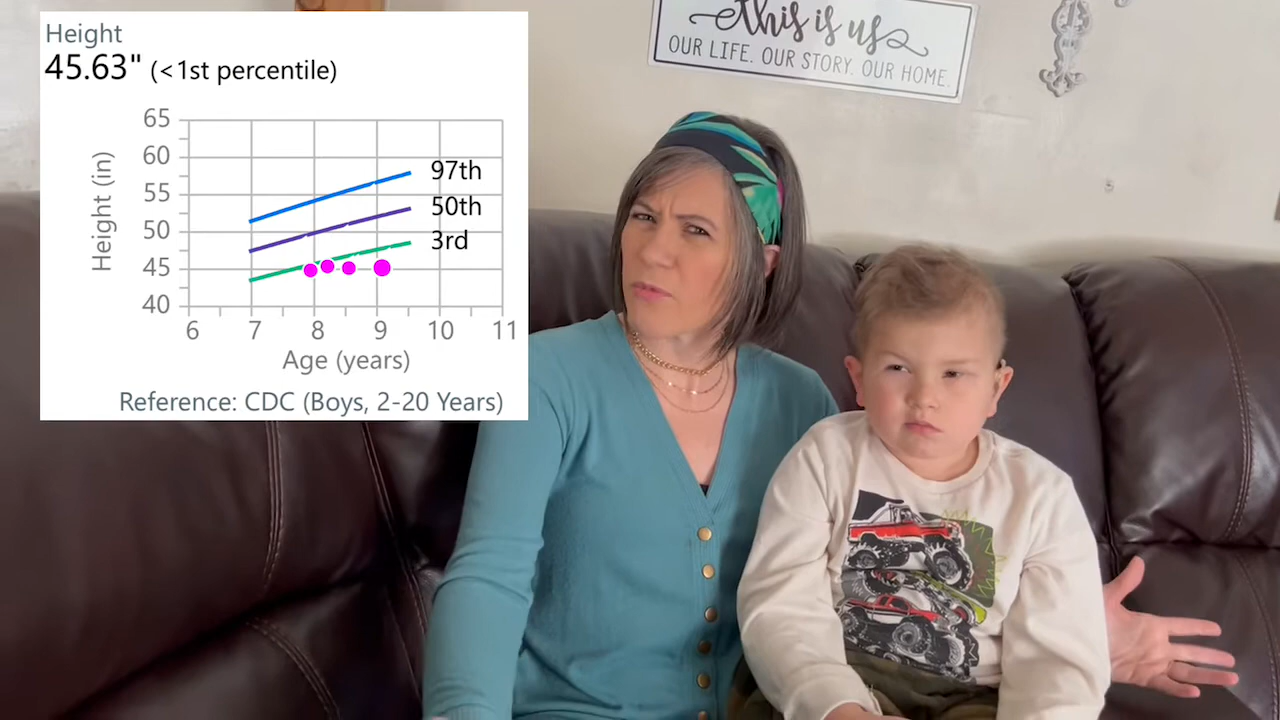 Height
45.63" (<1st percentile)
65
60
55
50
45
40
Height (in)
97th
50th
3rd
6 7 8 9 10 11
Age (years)
Reference: CDC (Boys, 2-20 Years)
this is us
OUR LIFE. OUR STORY. OUR HOME.